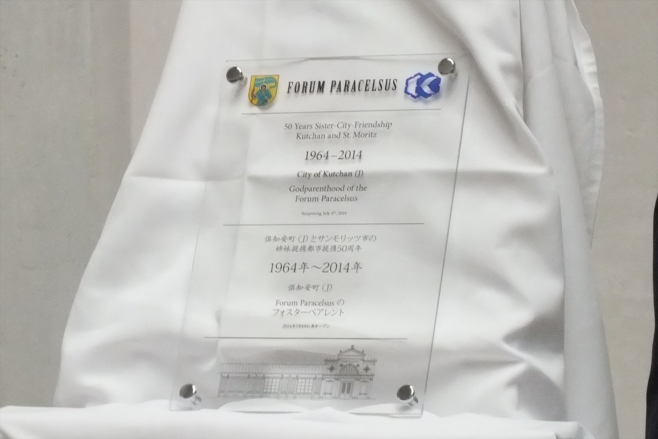 FORUM PARACELSUS
50 Years Sister-City-Friendship
Kutchan and St. Moritz
1964–2014
City of Kutchan (J)
Godparenthood of the
Forum Paracelsus
倶知安町(J)とサンモリッツ市の
姉妹提携都市提携50周年
1964年〜2014年
倶知安町 (J)
Forum Paracelsus の
フォスターペアレント